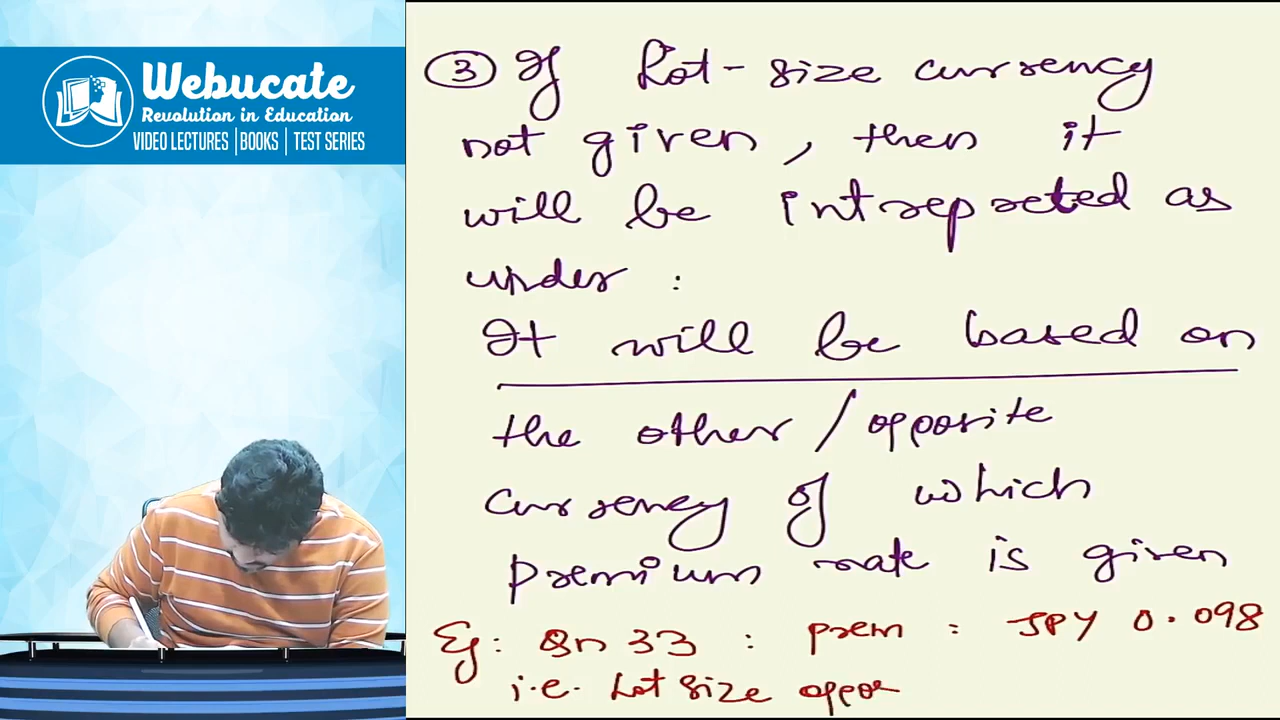 Webucate
Revolution in Education
VIDEO LECTURES | BOOKS | TEST SERIES
③ If Lot-size currency
not given, then it
will be intrepreted as
under :
It will be based on
the other / opposite
currency of which
premium rate is given
Eg: Qn 33 : prem = JPY 0.098
i.e. Lot size oppos